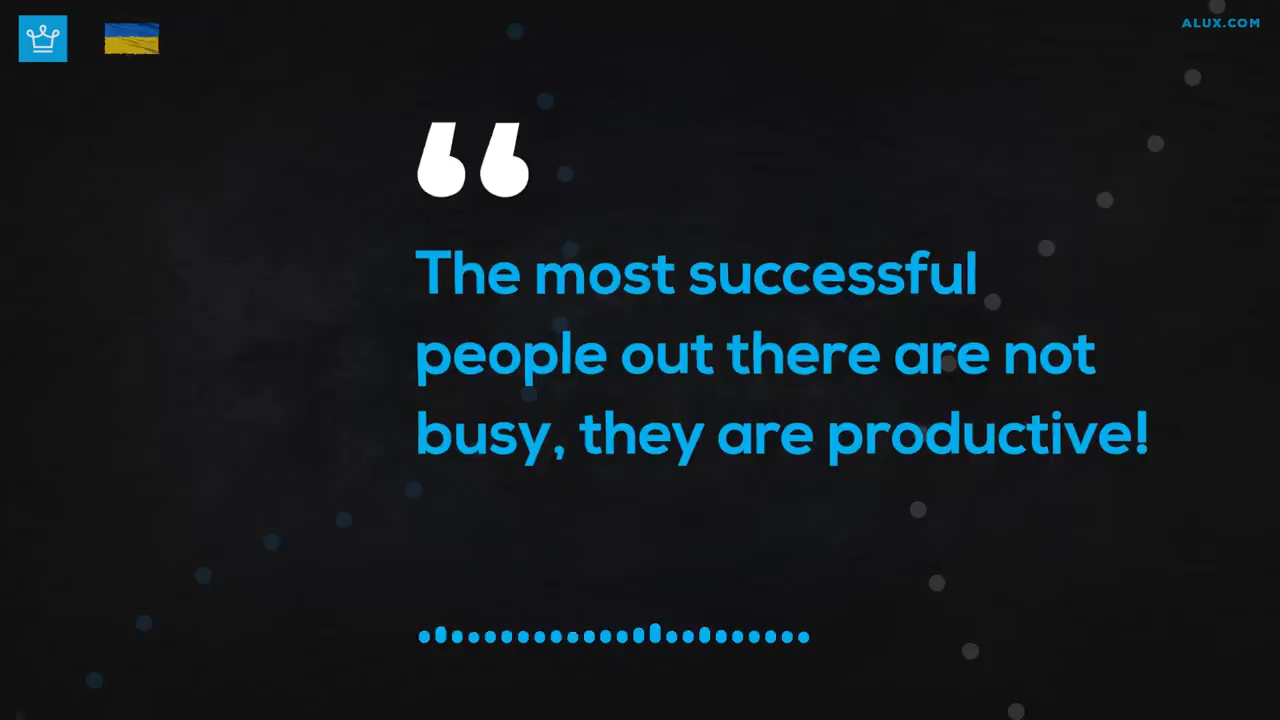 ALUX.COM
“
The most successful
people out there are not
busy, they are productive!